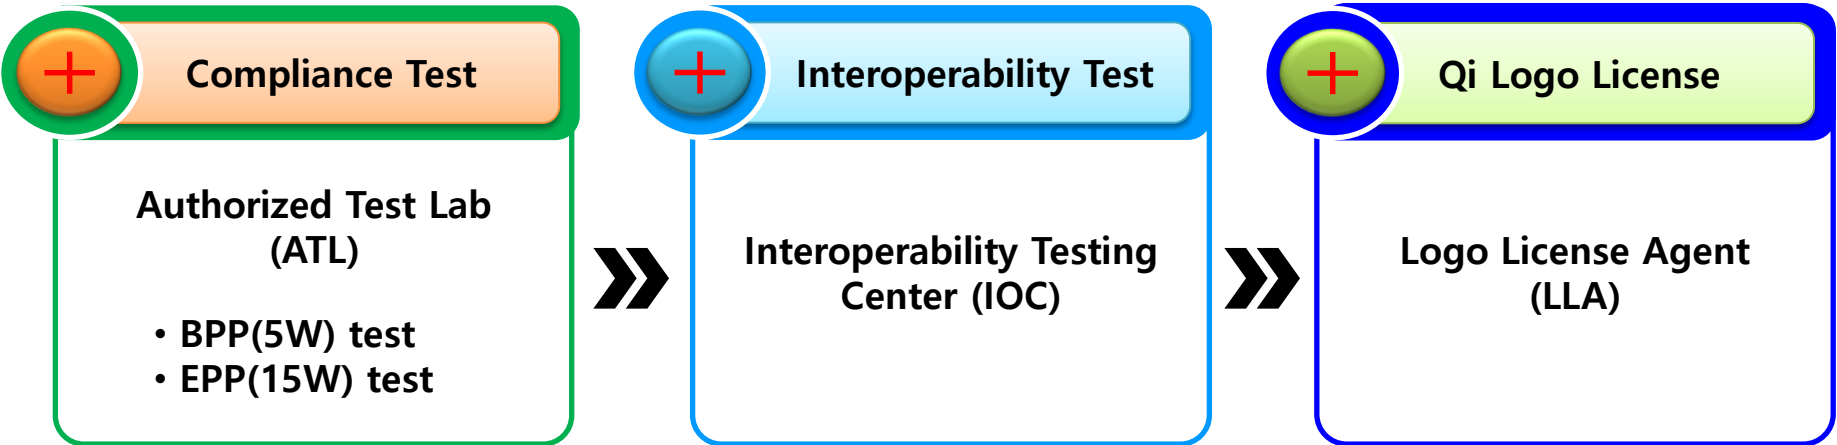 Compliance Test
Authorized Test Lab
(ATL)
• BPP(5W) test
• EPP(15W) test
Interoperability Test
Interoperability Testing
Center (IOC)
Qi Logo License
Logo License Agent
(LLA)